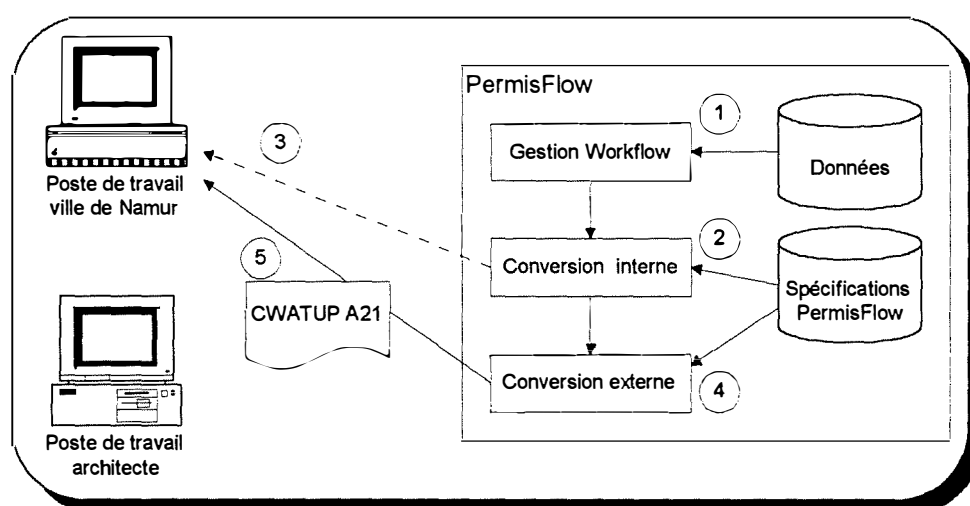 PermisFlow
1
Gestion Workflow
Données
3
Poste de travail
ville de Namur
2
Conversion interne
5
Spécifications
PermisFlow
CWATUP A21
Conversion externe
4
Poste de travail
architecte